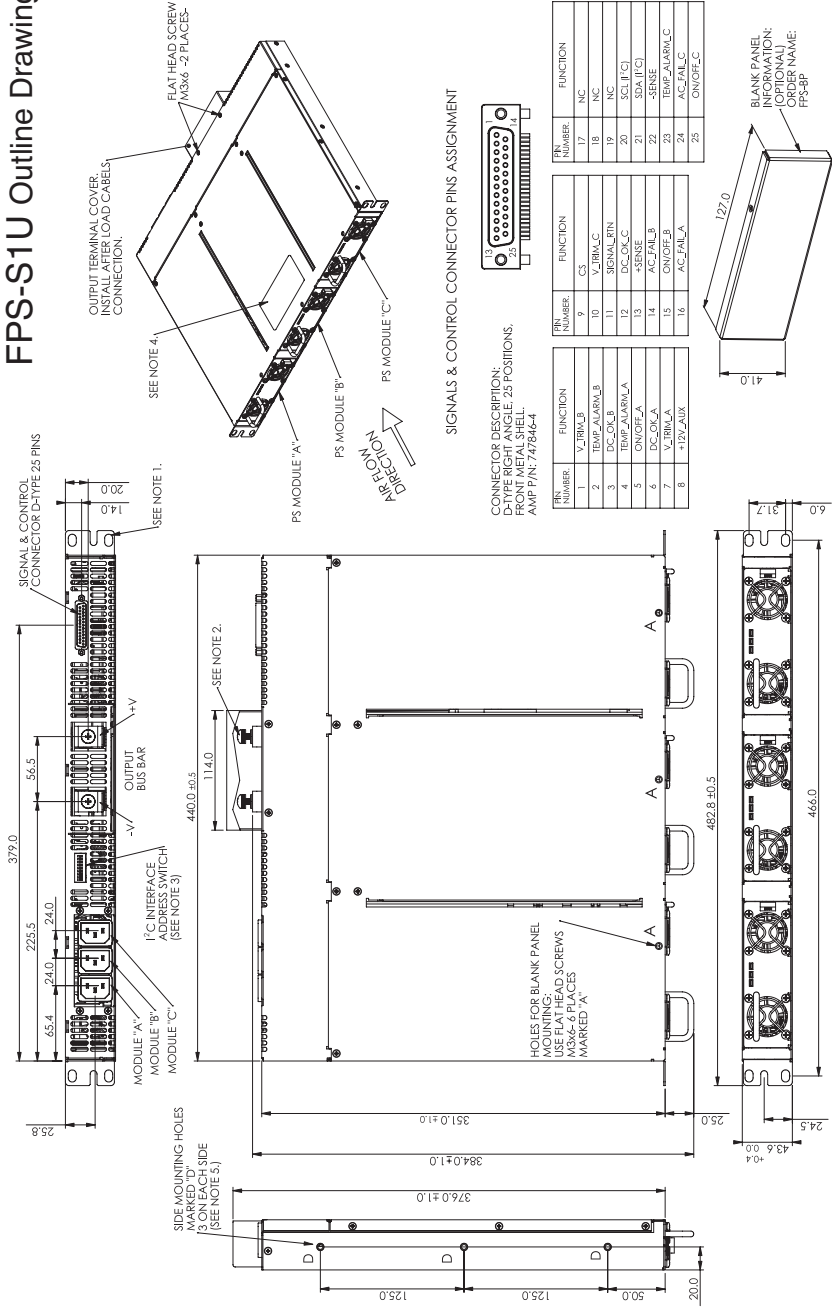 FPS-S1U Outline Drawing
SIGNAL & CONTROL
CONNECTOR D-TYPE 25 PINS
SEE NOTE 1.
14.0
20.0
379.0
225.5
56.5
24.0
24.0
65.4
25.8
MODULE "A"
MODULE "B"
MODULE "C"
I²C INTERFACE
ADDRESS SWITCH
(SEE NOTE 3)
-V
OUTPUT
BUS BAR
+V
OUTPUT TERMINAL COVER.
INSTALL AFTER LOAD CABELS
CONNECTION.
FLAT HEAD SCREW
M3x6 -2 PLACES-
SEE NOTE 4.
PS MODULE "A"
PS MODULE "B"
PS MODULE "C"
AIR FLOW
DIRECTION
440.0 ±0.5
114.0
SEE NOTE 2.
HOLES FOR BLANK PANEL
MOUNTING:
USE FLAT HEAD SCREWS
M3x6- 6 PLACES
MARKED "A"
A
A
A
351.0±1.0
384.0±1.0
25.0
SIDE MOUNTING HOLES
MARKED "D"
3 ON EACH SIDE
(SEE NOTE 5.)
376.0±1.0
D
D
D
125.0
125.0
50.0
20.0
482.8 ±0.5
466.0
31.7
6.0
24.5
43.6 +0.4 0.0
SIGNALS & CONTROL CONNECTOR PINS ASSIGNMENT
13
1
25
14
CONNECTOR DESCRIPTION:
D-TYPE RIGHT ANGLE. 25 POSITIONS,
FRONT METAL SHELL.
AMP P/N: 747846-4
PIN NUMBER. FUNCTION
1 V_TRIM_B
2 TEMP_ALARM_B
3 DC_OK_B
4 TEMP_ALARM_A
5 ON/OFF_A
6 DC_OK_A
7 V_TRIM_A
8 +12V_AUX
PIN NUMBER. FUNCTION
9 CS
10 V_TRIM_C
11 SIGNAL_RTN
12 DC_OK_C
13 +SENSE
14 AC_FAIL_B
15 ON/OFF_B
16 AC_FAIL_A
PIN NUMBER. FUNCTION
17 NC
18 NC
19 NC
20 SCL (I²C)
21 SDA (I²C)
22 -SENSE
23 TEMP_ALARM_C
24 AC_FAIL_C
25 ON/OFF_C
127.0
41.0
BLANK PANEL
INFORMATION:
(OPTIONAL)
ORDER NAME:
FPS-BP